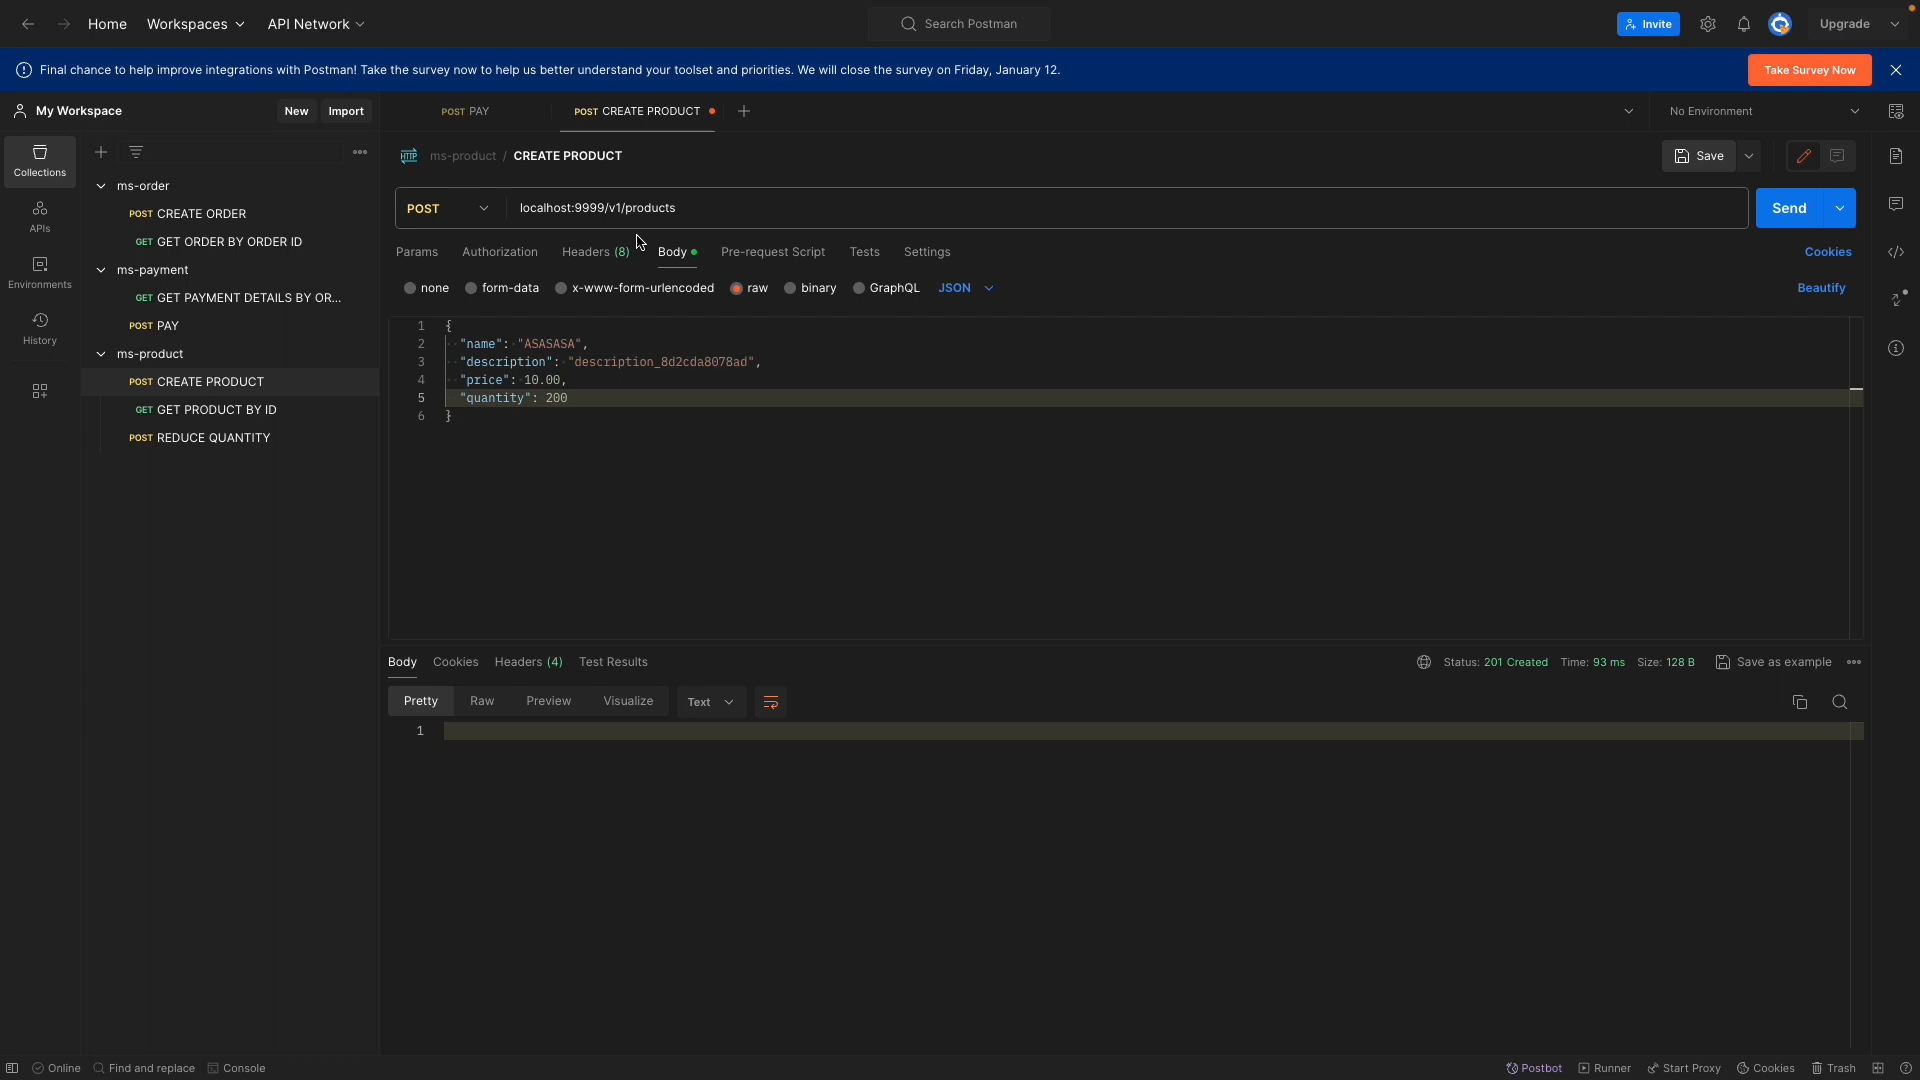 Home Workspaces API Network Search Postman Invite Upgrade
Final chance to help improve integrations with Postman! Take the survey now to help us better understand your toolset and priorities. We will close the survey on Friday, January 12. Take Survey Now
My Workspace New Import POST PAY POST CREATE PRODUCT No Environment
Collections
APIs
Environments
History
ms-order
POST CREATE ORDER
GET GET ORDER BY ORDER ID
ms-payment
GET GET PAYMENT DETAILS BY OR...
POST PAY
ms-product
POST CREATE PRODUCT
GET GET PRODUCT BY ID
POST REDUCE QUANTITY
HTTP ms-product / CREATE PRODUCT Save
POST localhost:9999/v1/products Send
Params Authorization Headers (8) Body Pre-request Script Tests Settings Cookies
none form-data x-www-form-urlencoded raw binary GraphQL JSON Beautify
1 {
2 "name": "ASASASA",
3 "description": "description_8d2cda8078ad",
4 "price": 10.00,
5 "quantity": 200
6 }
Body Cookies Headers (4) Test Results Status: 201 Created Time: 93 ms Size: 128 B Save as example
Pretty Raw Preview Visualize Text
1
Online Find and replace Console Postbot Runner Start Proxy Cookies Trash